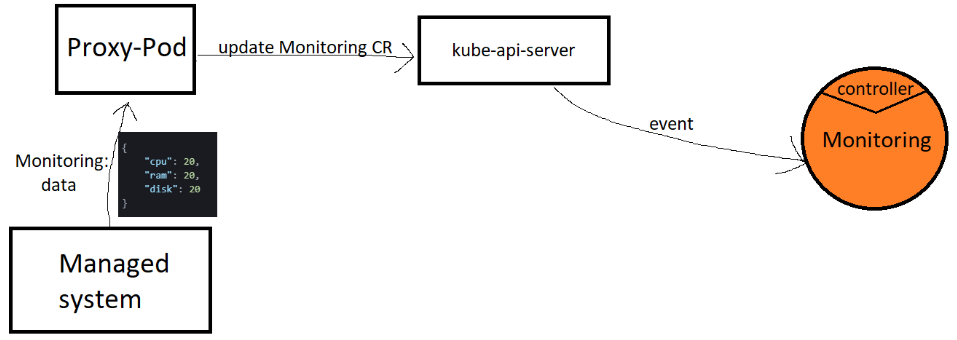 Proxy-Pod
update Monitoring CR
kube-api-server
controller
Monitoring
event
Monitoring:
data
{
"cpu": 20,
"ram": 20,
"disk": 20
}
Managed
system